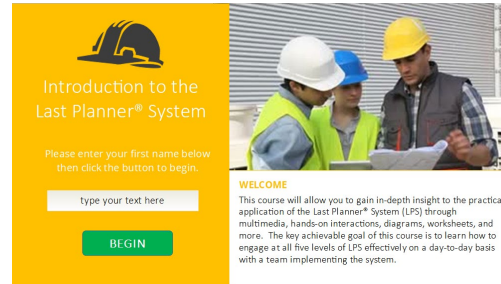 Introduction to the
Last Planner® System
Please enter your first name below
then click the button to begin.
type your text here
BEGIN
WELCOME
This course will allow you to gain in-depth insight to the practica
application of the Last Planner® System (LPS) through
multimedia, hands-on interactions, diagrams, worksheets, and
more. The key achievable goal of this course is to learn how to
engage at all five levels of LPS effectively on a day-to-day basis
with a team implementing the system.